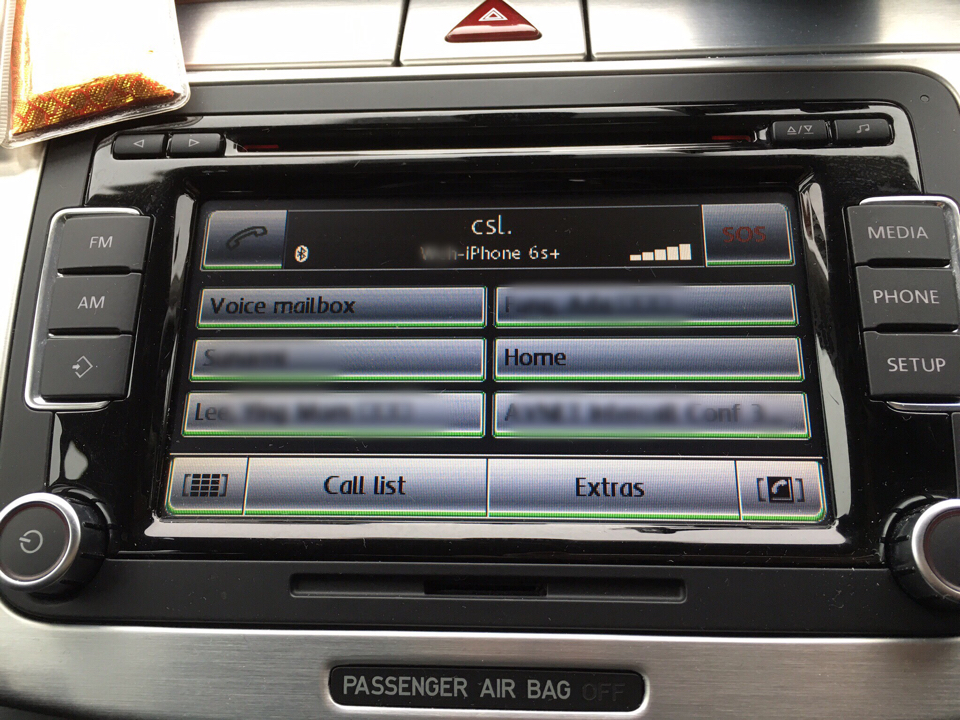 FM
AM
csl.
-iPhone 6s+
SOS
Voice mailbox
Home
Call list
Extras
MEDIA
PHONE
SETUP
PASSENGER AIR BAG OFF